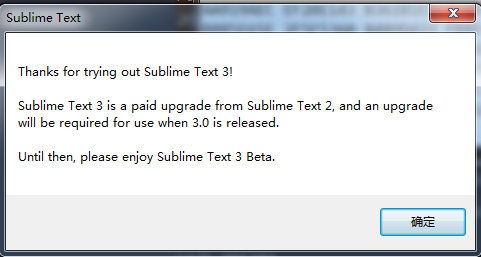 Sublime Text
Thanks for trying out Sublime Text 3!
Sublime Text 3 is a paid upgrade from Sublime Text 2, and an upgrade
will be required for use when 3.0 is released.
Until then, please enjoy Sublime Text 3 Beta.
确定